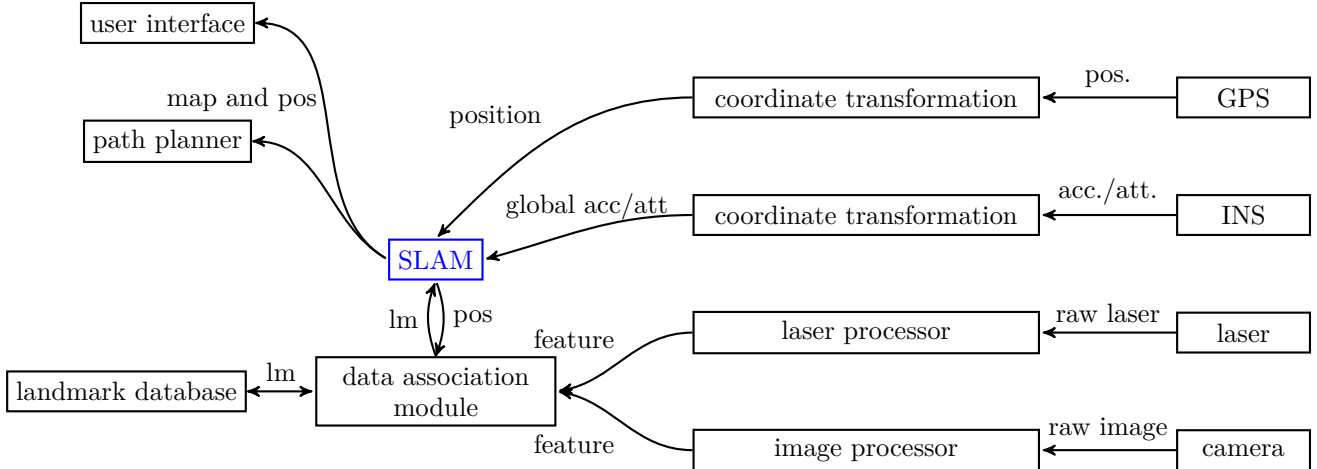 user interface
map and pos
path planner
position
coordinate transformation
pos.
GPS
global acc/att
coordinate transformation
acc./att.
INS
SLAM
lm
pos
feature
laser processor
raw laser
laser
landmark database
lm
data association
module
feature
image processor
raw image
camera